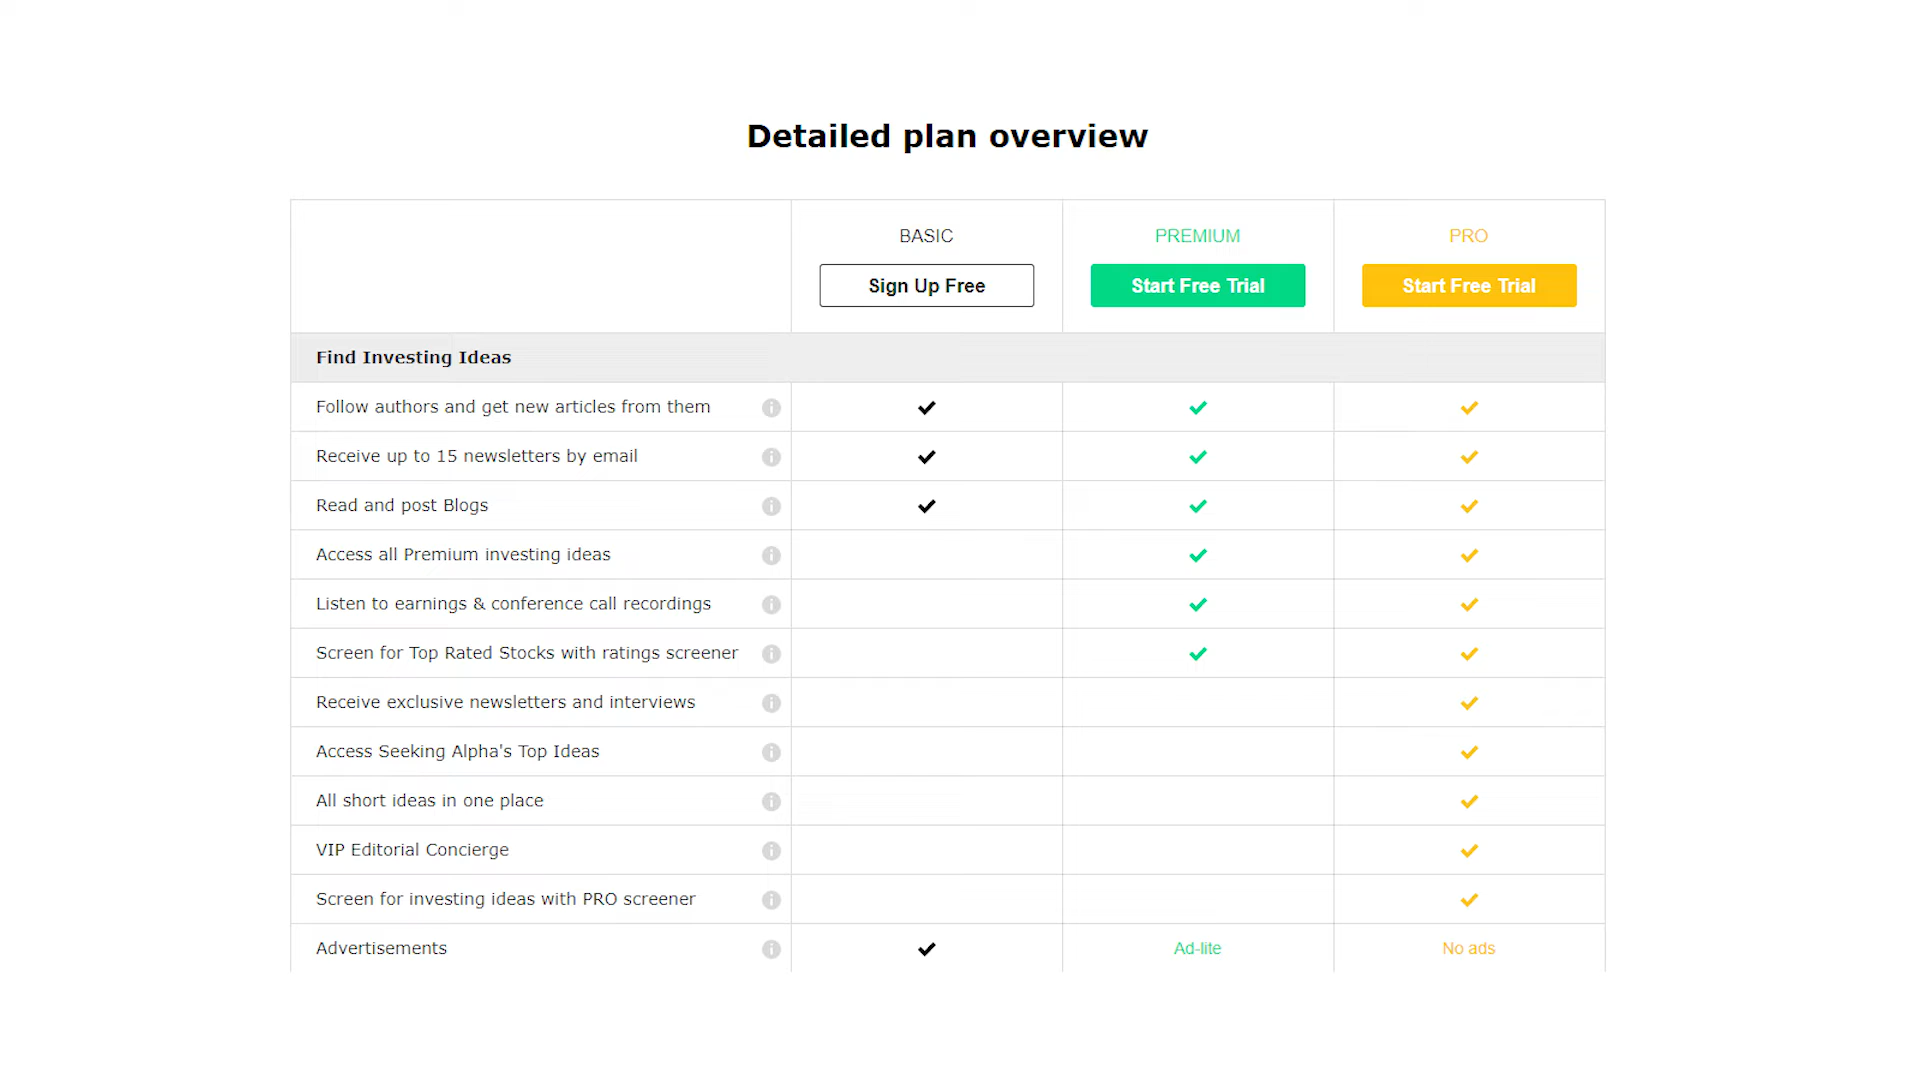 Detailed plan overview
BASIC
PREMIUM
PRO
Sign Up Free
Start Free Trial
Start Free Trial
Find Investing Ideas
Follow authors and get new articles from them
Receive up to 15 newsletters by email
Read and post Blogs
Access all Premium investing ideas
Listen to earnings & conference call recordings
Screen for Top Rated Stocks with ratings screener
Receive exclusive newsletters and interviews
Access Seeking Alpha's Top Ideas
All short ideas in one place
VIP Editorial Concierge
Screen for investing ideas with PRO screener
Advertisements
Ad-lite
No ads